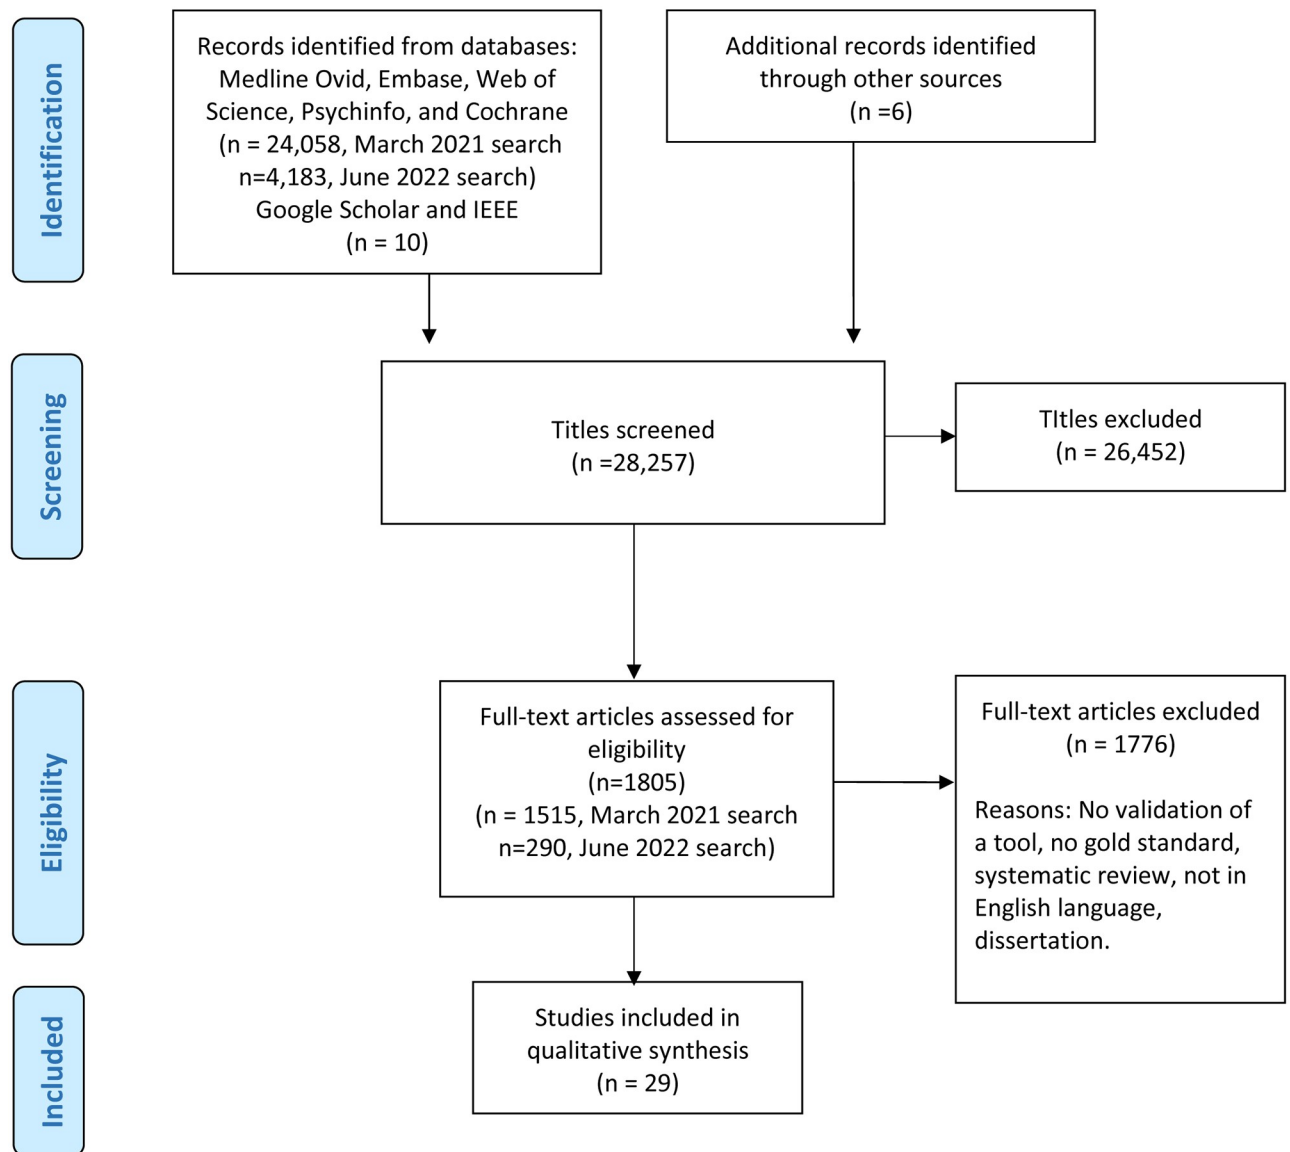 Identification
Records identified from databases:
Medline Ovid, Embase, Web of
Science, Psychinfo, and Cochrane
(n = 24,058, March 2021 search
n=4,183, June 2022 search)
Google Scholar and IEEE
(n = 10)
Additional records identified
through other sources
(n =6)
Screening
Titles screened
(n =28,257)
TItles excluded
(n = 26,452)
Eligibility
Full-text articles assessed for
eligibility
(n=1805)
(n = 1515, March 2021 search
n=290, June 2022 search)
Full-text articles excluded
(n = 1776)
Reasons: No validation of
a tool, no gold standard,
systematic review, not in
English language,
dissertation.
Included
Studies included in
qualitative synthesis
(n = 29)